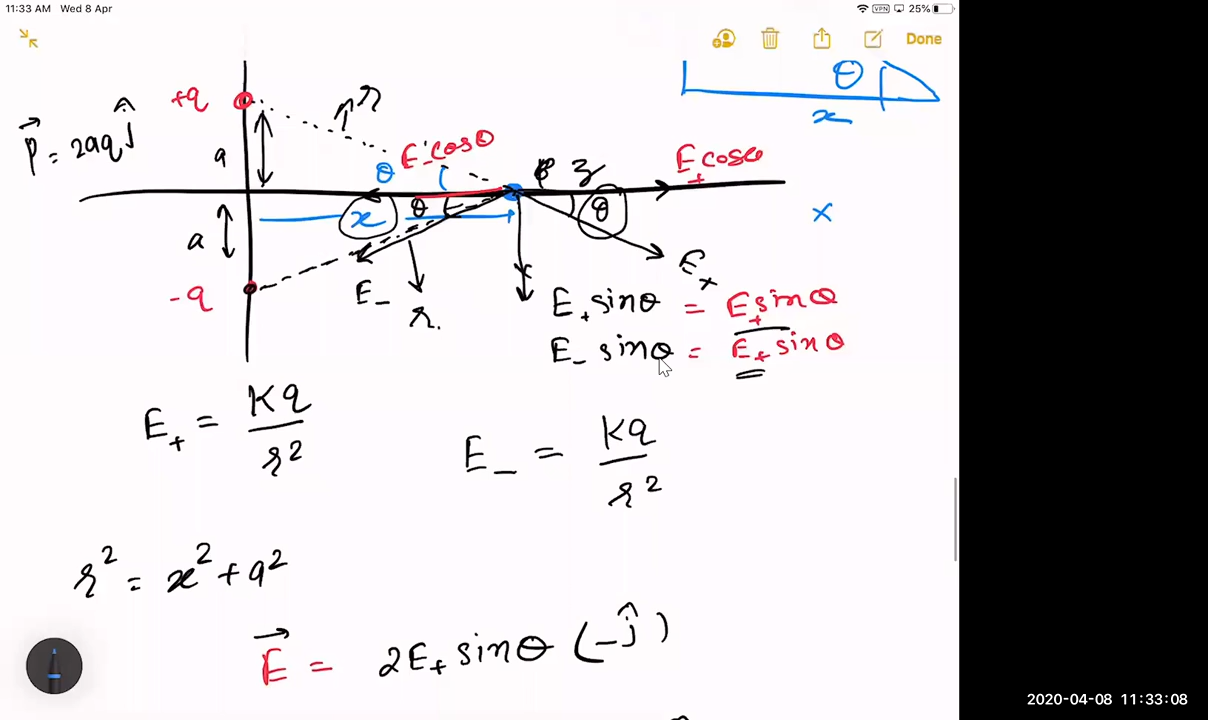 11:33 AM Wed 8 Apr
VPN 25%
Done
+q
r
θ
x
p⃗ = 2aq ĵ
a
θ
E₋cosθ
E₊cosθ
x
θ
θ
x
a
E₋
r.
E₊
-q
E₊sinθ = E₊sinθ
E₋ sinθ = E₊ sinθ
E₊ = Kq / r²
E₋ = kq / r²
r² = x² + a²
E⃗ = 2E₊ sinθ (-ĵ)
2020-04-08 11:33:08